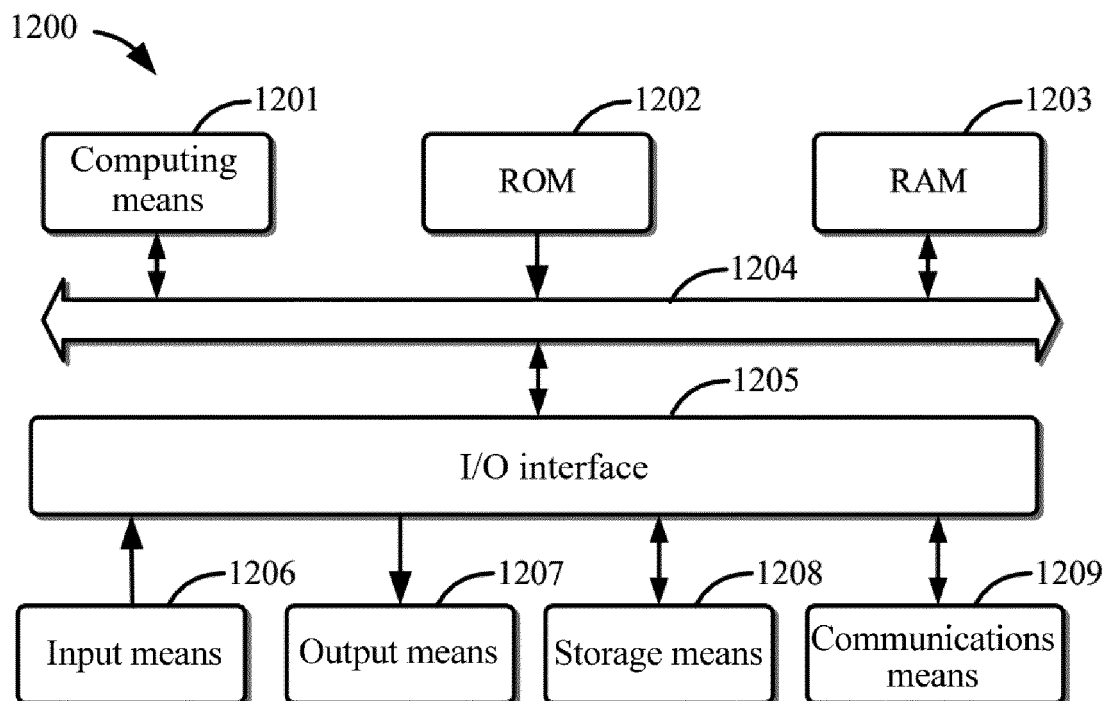 1200
1201
1202
1203
Computing
means
ROM
RAM
1204
1205
I/O interface
1206
1207
1208
1209
Input means
Output means
Storage means
Communications
means